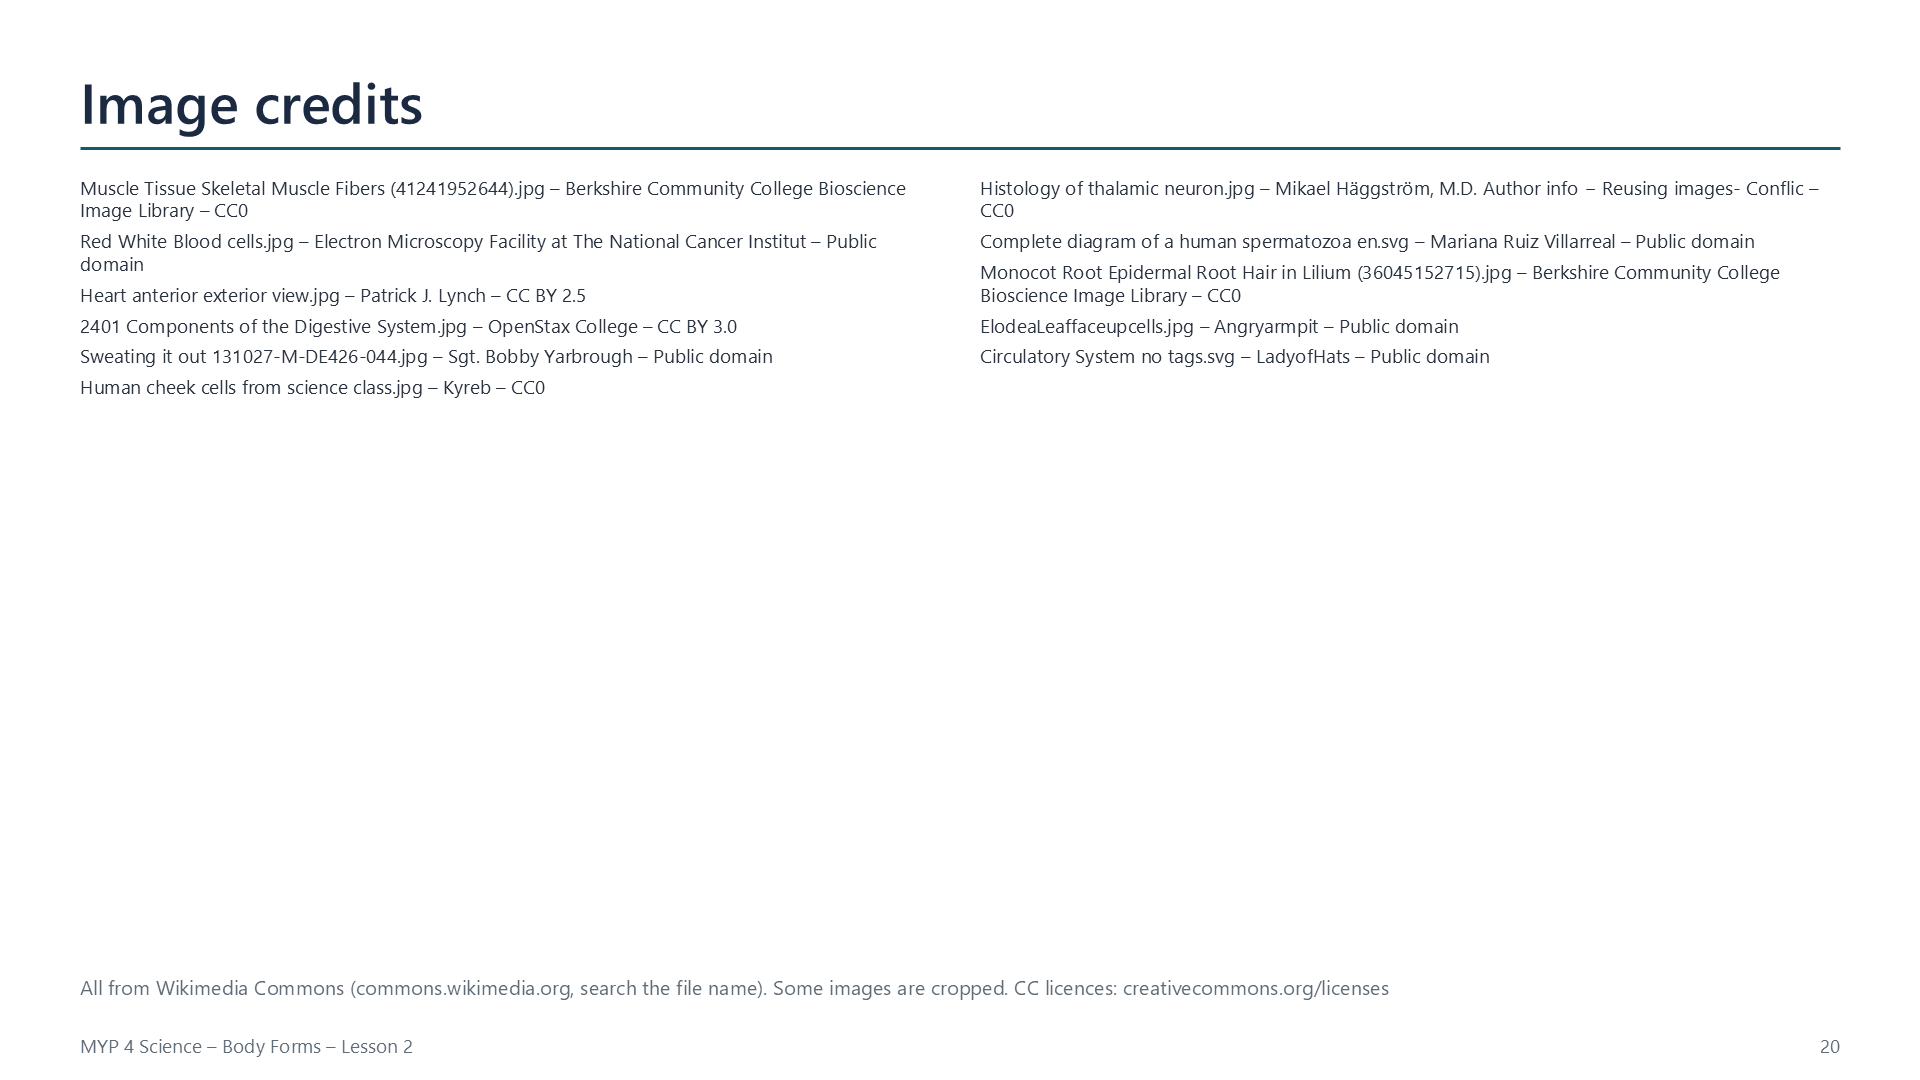 Image credits
Muscle Tissue Skeletal Muscle Fibers (41241952644).jpg – Berkshire Community College Bioscience
Image Library – CC0
Red White Blood cells.jpg – Electron Microscopy Facility at The National Cancer Institut – Public
domain
Heart anterior exterior view.jpg – Patrick J. Lynch – CC BY 2.5
2401 Components of the Digestive System.jpg – OpenStax College – CC BY 3.0
Sweating it out 131027-M-DE426-044.jpg – Sgt. Bobby Yarbrough – Public domain
Human cheek cells from science class.jpg – Kyreb – CC0
Histology of thalamic neuron.jpg – Mikael Häggström, M.D. Author info – Reusing images- Conflic –
CC0
Complete diagram of a human spermatozoa en.svg – Mariana Ruiz Villarreal – Public domain
Monocot Root Epidermal Root Hair in Lilium (36045152715).jpg – Berkshire Community College
Bioscience Image Library – CC0
ElodeaLeaffaceupcells.jpg – Angryarmpit – Public domain
Circulatory System no tags.svg – LadyofHats – Public domain
All from Wikimedia Commons (commons.wikimedia.org, search the file name). Some images are cropped. CC licences: creativecommons.org/licenses
MYP 4 Science – Body Forms – Lesson 2
20